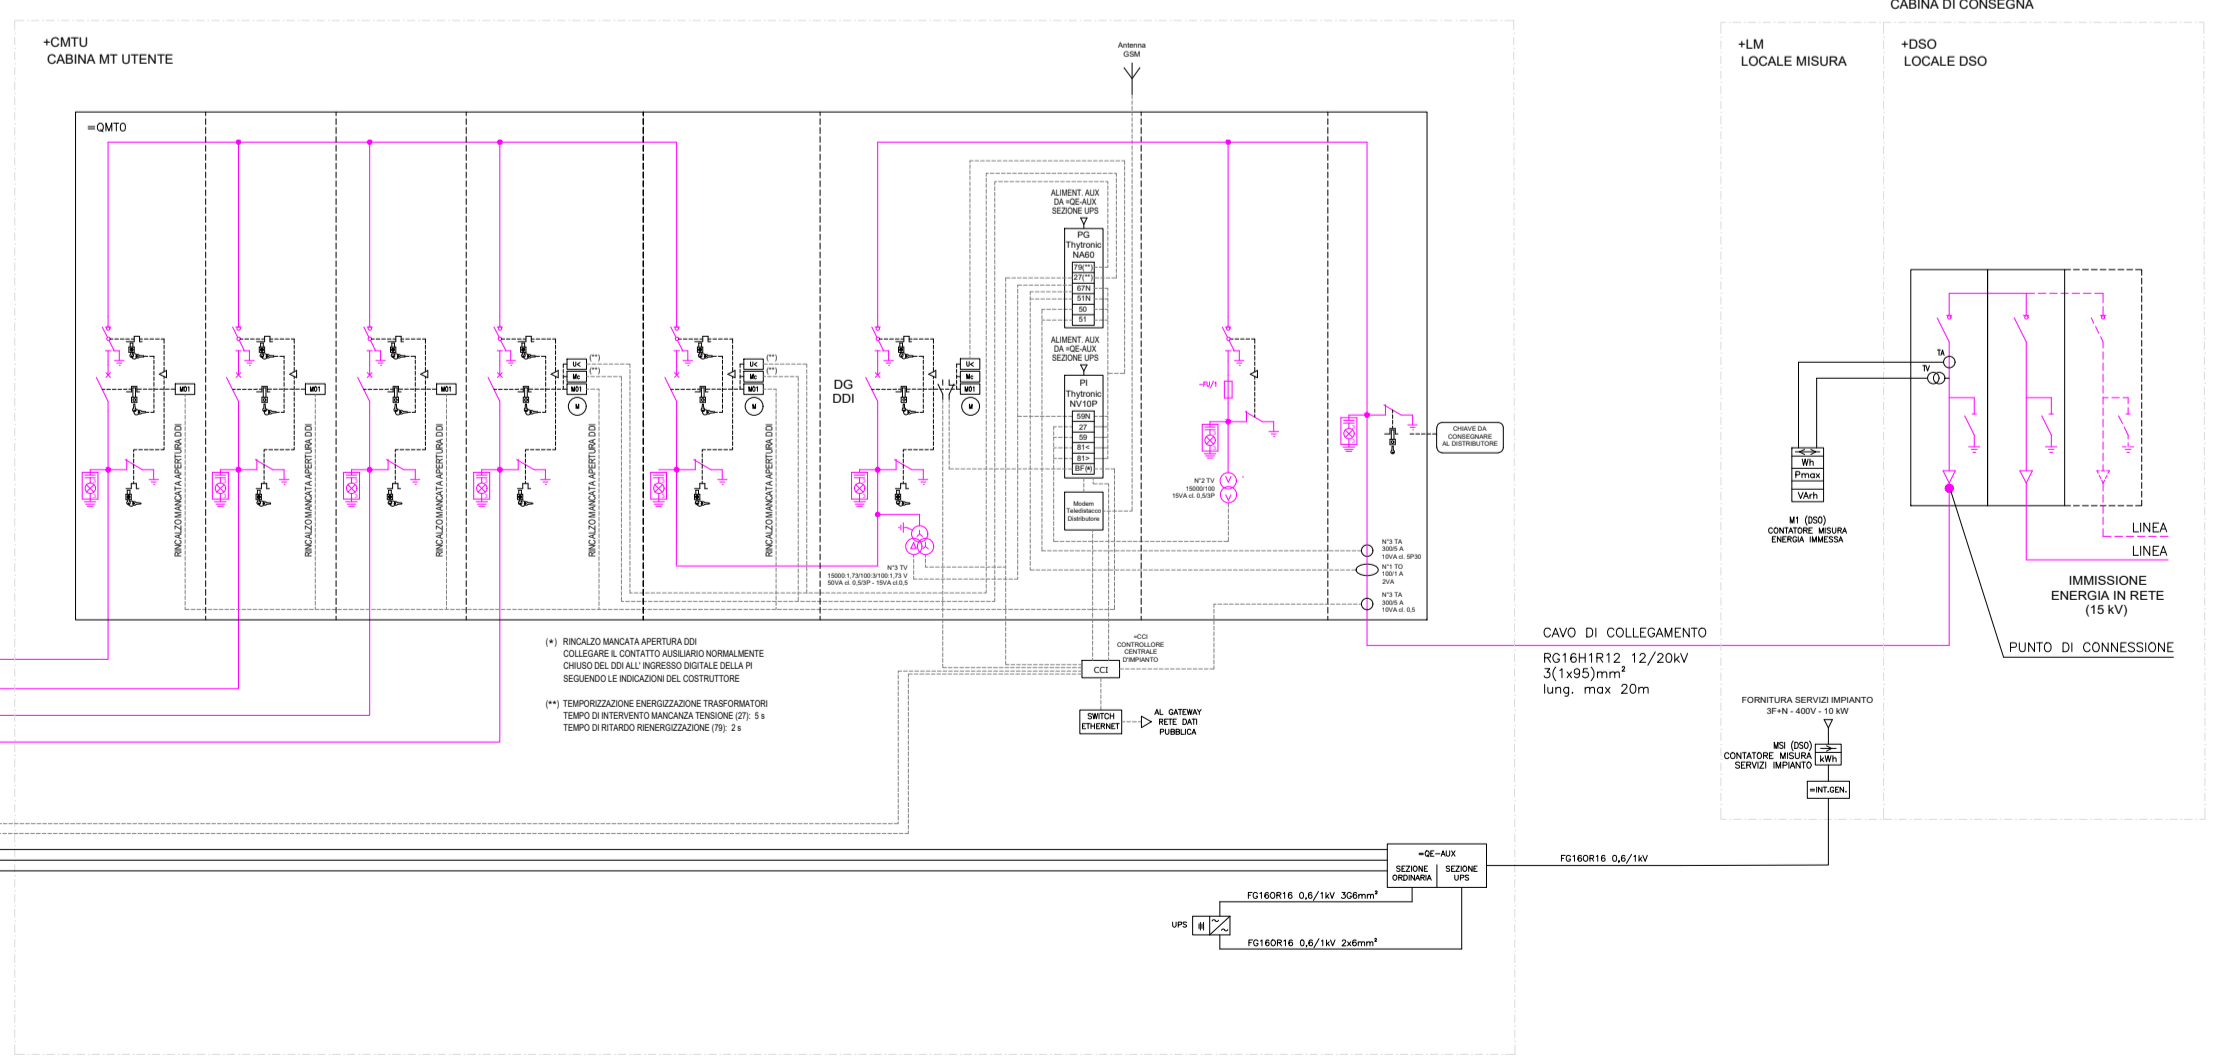 CABINA DI CONSEGNA
+CMTU
CABINA MT UTENTE
+LM
LOCALE MISURA
+DSO
LOCALE DSO
Antenna
GSM
=QMT0
ALIMENT. AUX
DA =QE-AUX
SEZIONE UPS
PG
Thytronic
NA60
79(**)
27(**)
67N
51N
50
51
ALIMENT. AUX
DA =QE-AUX
SEZIONE UPS
PI
Thytronic
NV10P
59N
27
59
81<
81>
BF(*)
Modem
Teledistacco
Distributore
M01
M01
M01
(**)
(**)
U<
Mc
M01
M
(**)
(**)
U<
Mc
M01
M
DG
DDI
U<
Mc
M01
M
RINCALZO MANCATA APERTURA DDI
RINCALZO MANCATA APERTURA DDI
RINCALZO MANCATA APERTURA DDI
RINCALZO MANCATA APERTURA DDI
RINCALZO MANCATA APERTURA DDI
-FU/1
N°2 TV
15000/100
15VA cl. 0,5/3P
CHIAVE DA
CONSEGNARE
AL DISTRIBUTORE
N°3 TV
15000:1,73/100:3/100:1,73 V
50VA cl. 0,5/3P - 15VA cl.0,5
N°3 TA
300/5 A
10VA cl. 5P30
N°1 TO
100/1 A
2VA
N°3 TA
300/5 A
10VA cl. 0,5
TA
TV
Wh
Pmax
VArh
M1 (DSO)
CONTATORE MISURA
ENERGIA IMMESSA
LINEA
LINEA
IMMISSIONE
ENERGIA IN RETE
(15 kV)
PUNTO DI CONNESSIONE
CAVO DI COLLEGAMENTO
RG16H1R12 12/20kV
3(1x95)mm²
lung. max 20m
(*) RINCALZO MANCATA APERTURA DDI
COLLEGARE IL CONTATTO AUSILIARIO NORMALMENTE
CHIUSO DEL DDI ALL' INGRESSO DIGITALE DELLA PI
SEGUENDO LE INDICAZIONI DEL COSTRUTTORE
(**) TEMPORIZZAZIONE ENERGIZZAZIONE TRASFORMATORI
TEMPO DI INTERVENTO MANCANZA TENSIONE (27): 5 s
TEMPO DI RITARDO RIENERGIZZAZIONE (79): 2 s
=CCI
CONTROLLORE
CENTRALE
D'IMPIANTO
CCI
SWITCH
ETHERNET
AL GATEWAY
RETE DATI
PUBBLICA
FORNITURA SERVIZI IMPIANTO
3F+N - 400V - 10 kW
MSI (DSO)
CONTATORE MISURA
SERVIZI IMPIANTO
kWh
=INT.GEN.
=QE-AUX
SEZIONE
ORDINARIA
SEZIONE
UPS
FG16OR16 0,6/1kV
FG16OR16 0,6/1kV 3G6mm²
UPS
FG16OR16 0,6/1kV 2x6mm²